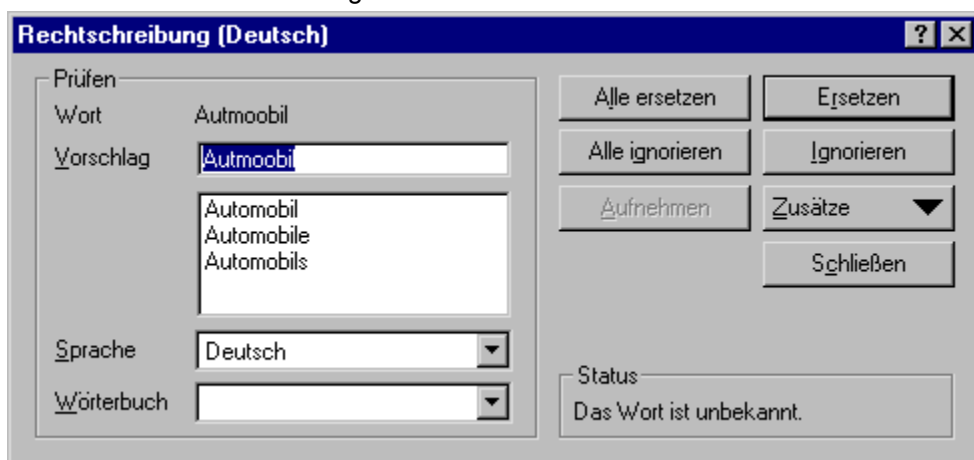 Rechtschreibung (Deutsch)
Prüfen
Wort Autmoobil
Vorschlag Autmoobil
Automobil
Automobile
Automobils
Sprache Deutsch
Wörterbuch
Alle ersetzen Ersetzen
Alle ignorieren Ignorieren
Aufnehmen Zusätze
Schließen
Status
Das Wort ist unbekannt.